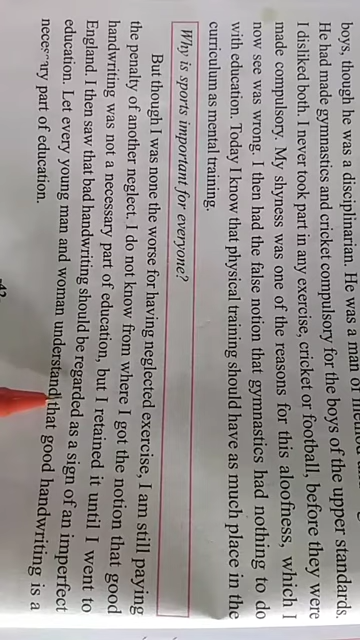 boys, though he was a disciplinarian. He was a man of
He had made gymnastics and cricket compulsory for the boys of the upper standards.
I disliked both. I never took part in any exercise, cricket or football, before they were
made compulsory. My shyness was one of the reasons for this aloofness, which I
now see was wrong. I then had the false notion that gymnastics had nothing to do
with education. Today I know that physical training should have as much place in the
curriculum as mental training.
Why is sports important for everyone?
But though I was none the worse for having neglected exercise, I am still paying
the penalty of another neglect. I do not know from where I got the notion that good
handwriting was not a necessary part of education, but I retained it until I went to
England. I then saw that bad handwriting should be regarded as a sign of an imperfect
education. Let every young man and woman understand that good handwriting is a
necessary part of education.